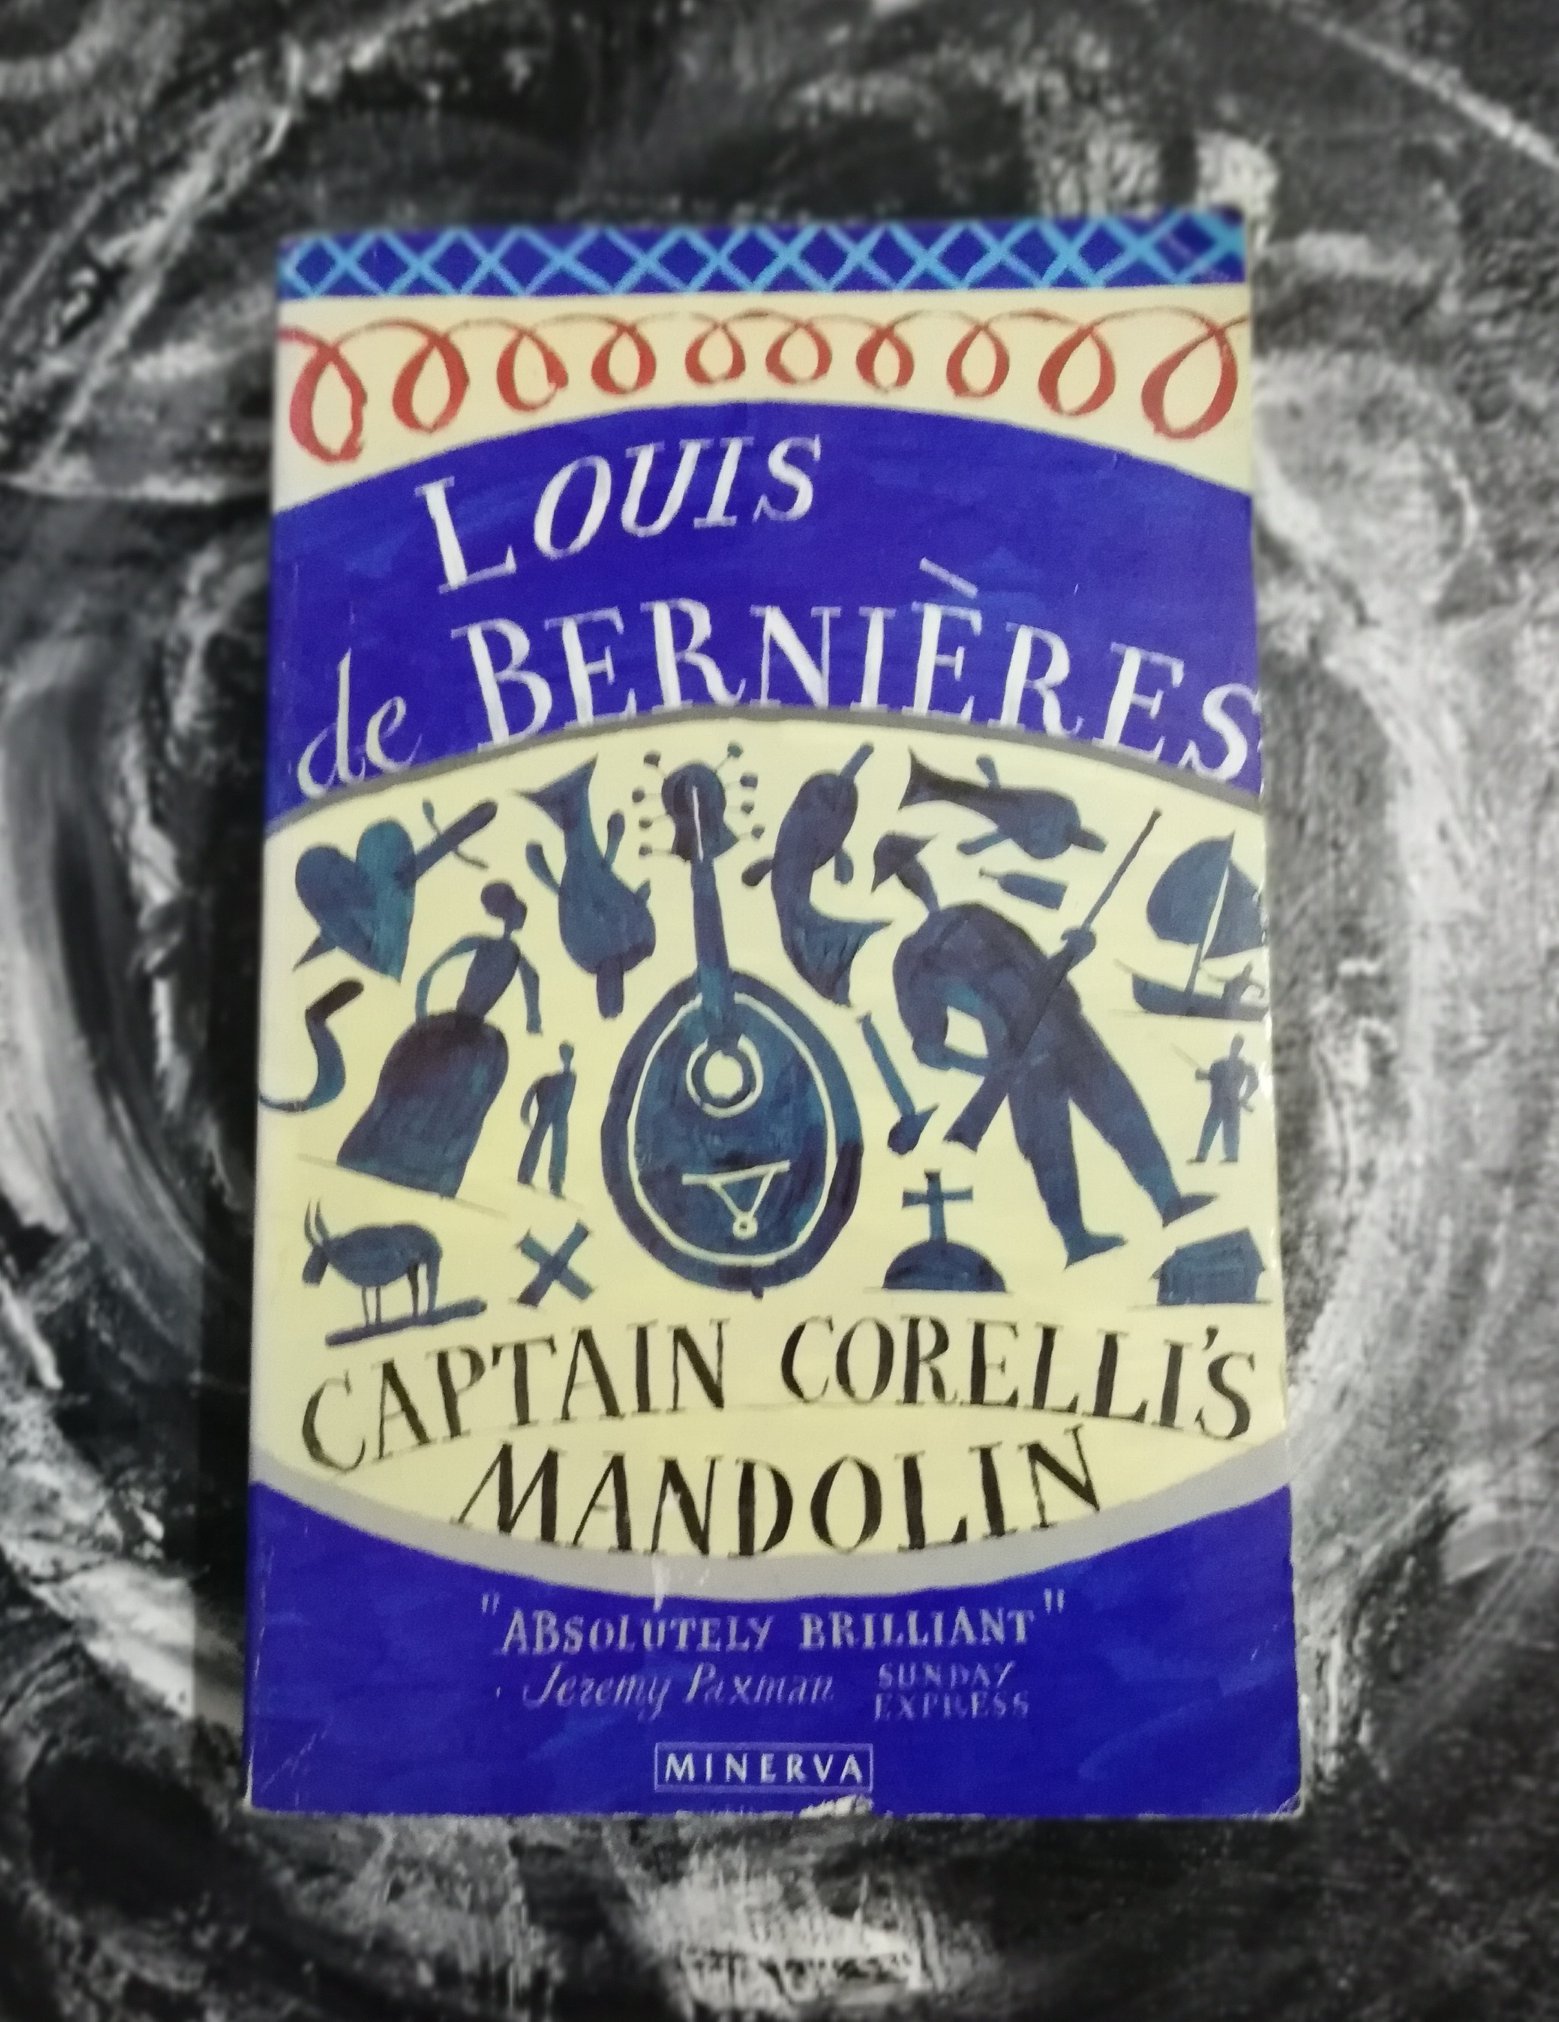 LOUIS
de BERNIÈRES
CAPTAIN CORELLI'S
MANDOLIN
"ABSOLUTELY BRILLIANT"
Jeremy Paxman SUNDAY
EXPRESS
MINERVA